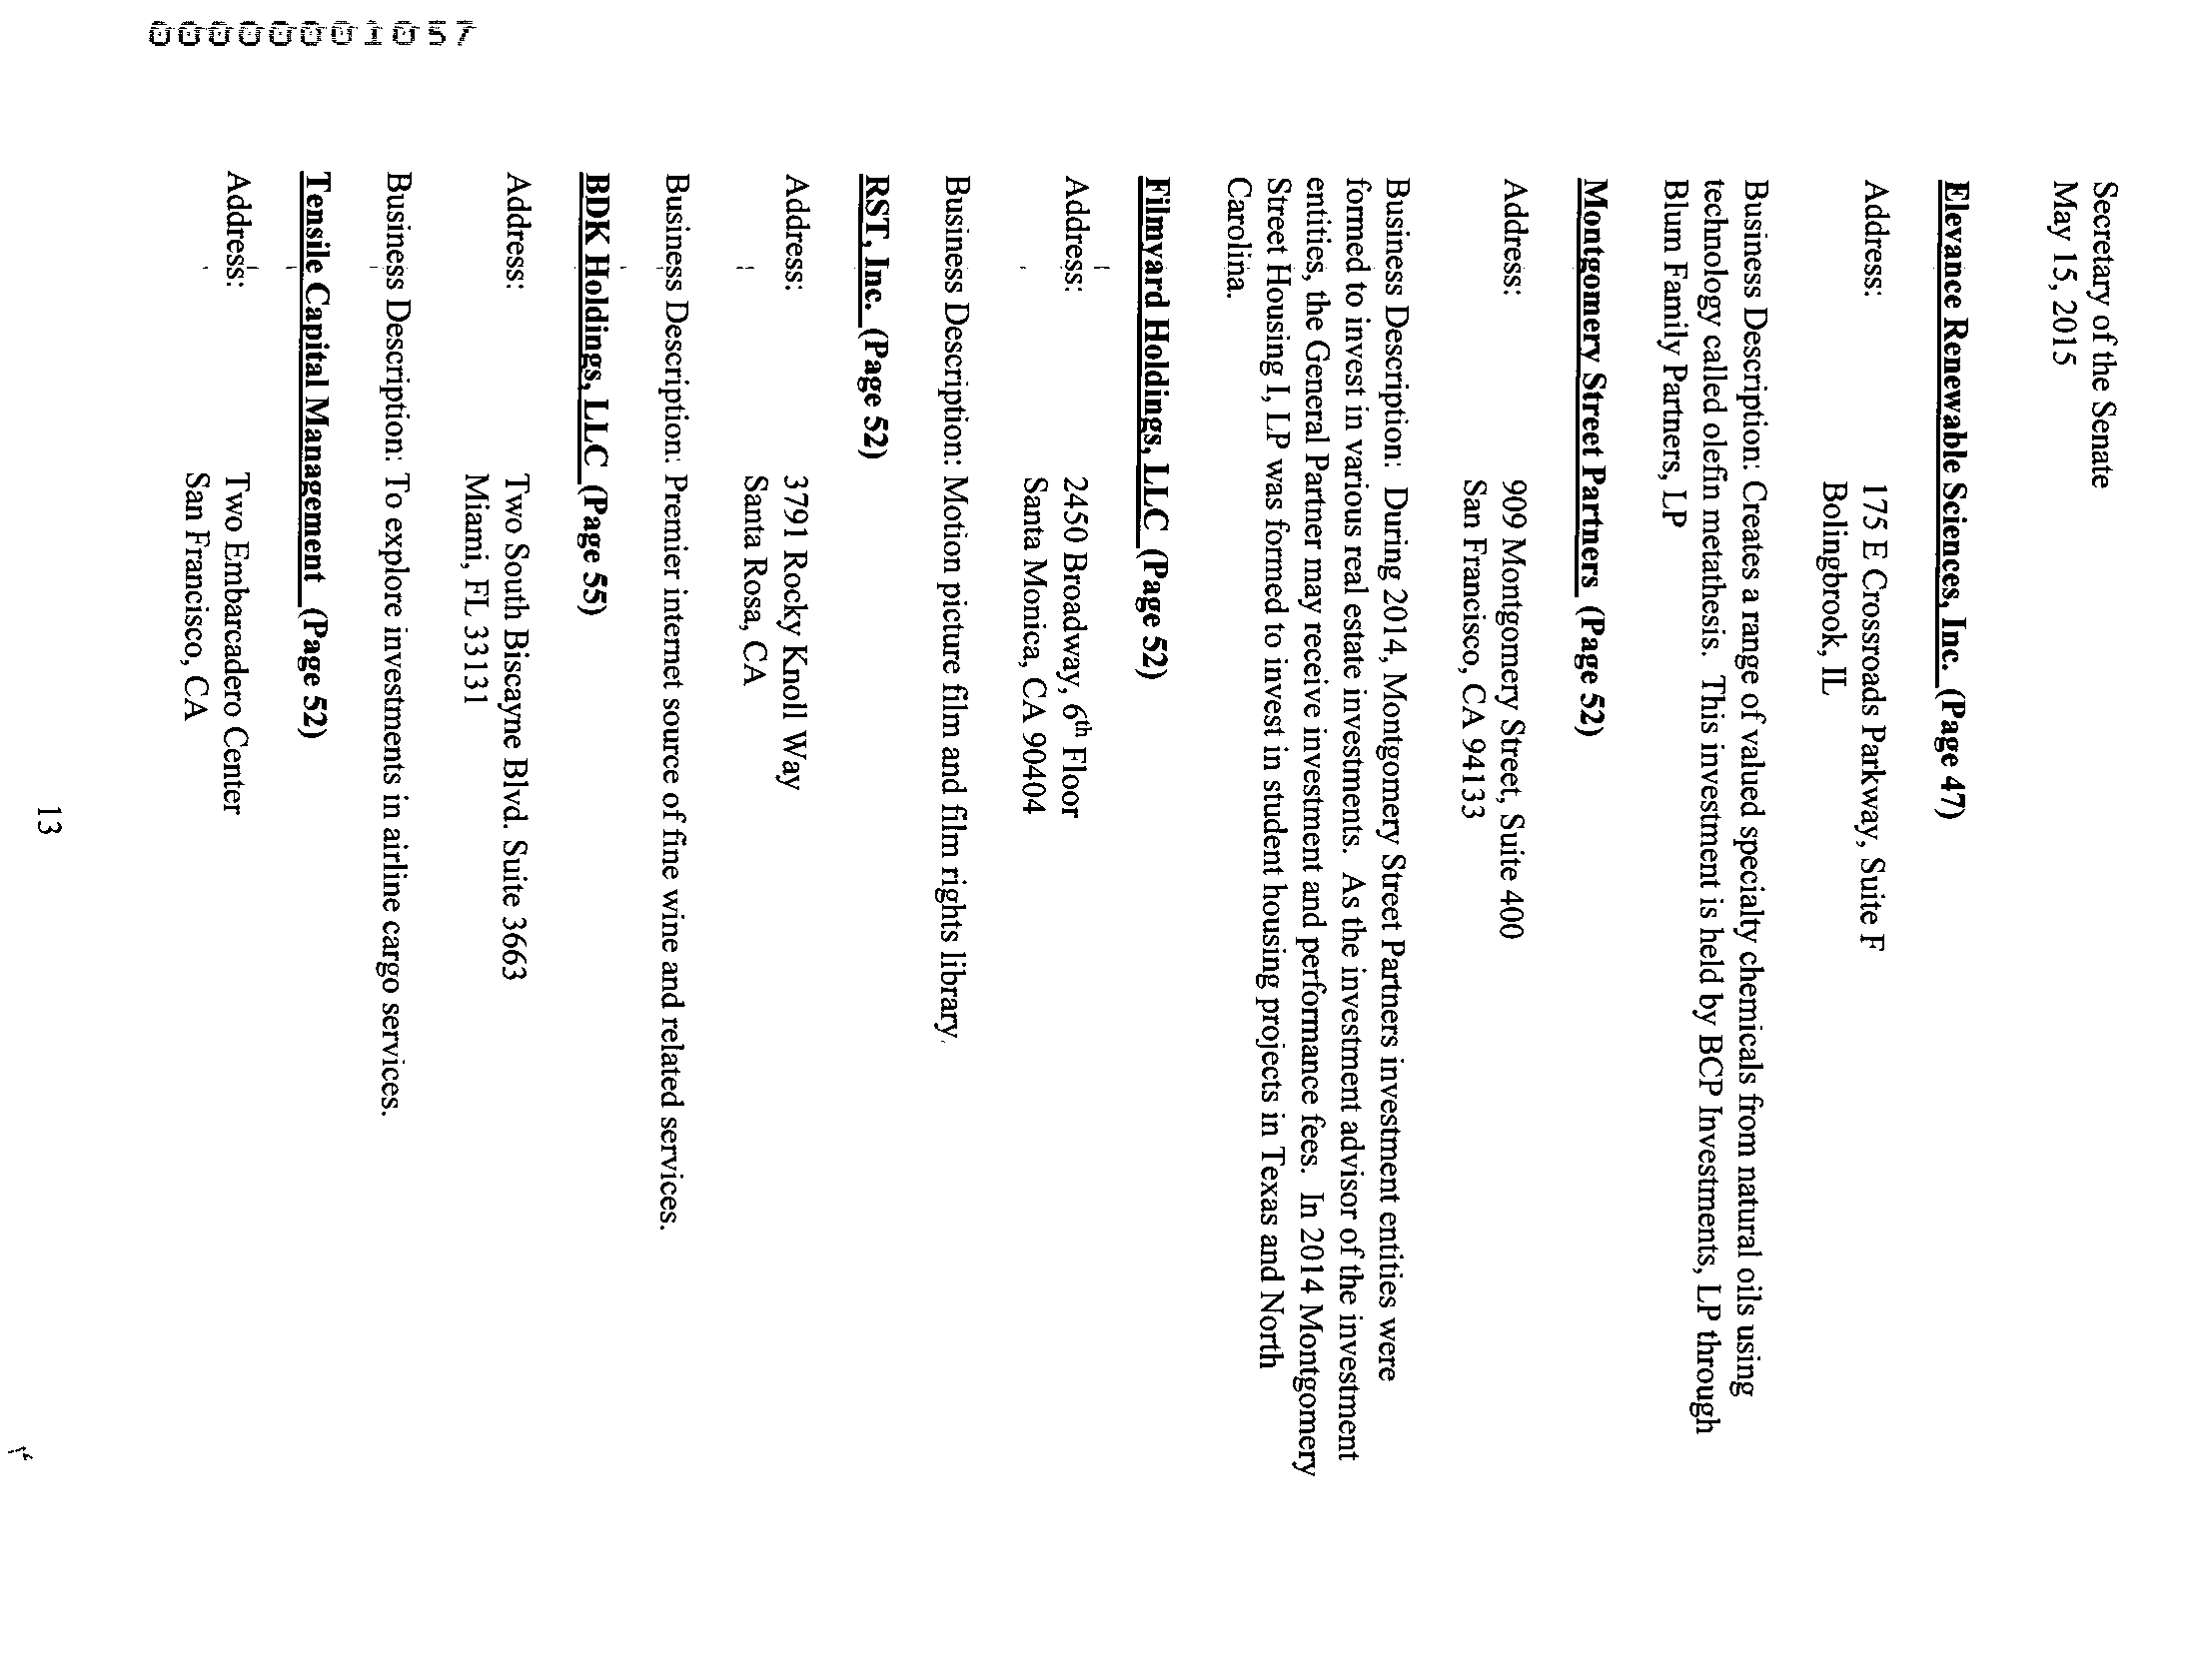 Secretary of the Senate
May 15, 2015
Elevance Renewable Sciences, Inc. (Page 47)
Address: 175 E Crossroads Parkway, Suite F
Bolingbrook, IL
Business Description: Creates a range of valued specialty chemicals from natural oils using
technology called olefin metathesis. This investment is held by BCP Investments, LP through
Blum Family Partners, LP
Montgomery Street Partners (Page 52)
Address: 909 Montgomery Street, Suite 400
San Francisco, CA 94133
Business Description: During 2014, Montgomery Street Partners investment entities were
formed to invest in various real estate investments. As the investment advisor of the investment
entities, the General Partner may receive investment and performance fees. In 2014 Montgomery
Street Housing I, LP was formed to invest in student housing projects in Texas and North
Carolina.
Filmyard Holdings, LLC (Page 52)
Address: 2450 Broadway, 6th Floor
Santa Monica, CA 90404
Business Description: Motion picture film and film rights library.
RST, Inc. (Page 52)
Address: 3791 Rocky Knoll Way
Santa Rosa, CA
Business Description: Premier internet source of fine wine and related services.
BDK Holdings, LLC (Page 55)
Address: Two South Biscayne Blvd. Suite 3663
Miami, FL 33131
Business Description: To explore investments in airline cargo services.
Tensile Capital Management (Page 52)
Address: Two Embarcadero Center
San Francisco, CA
13
00000001057